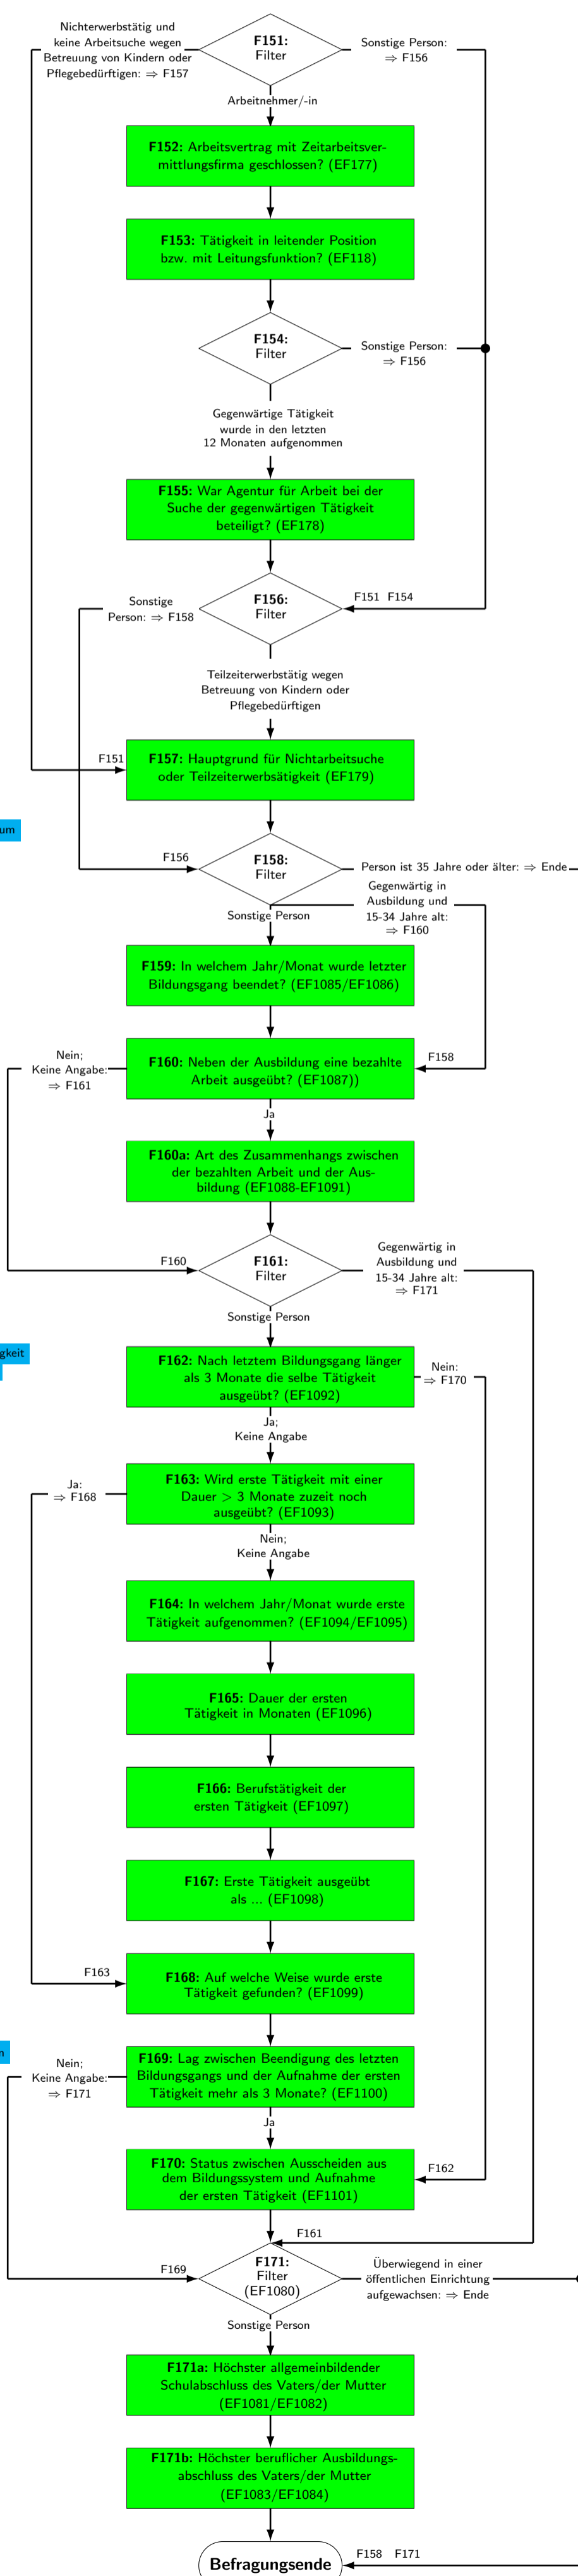 Nichterwerbstätig und
keine Arbeitsuche wegen
Betreuung von Kindern oder
Pflegebedürftigen: ⇒ F157
F151:
Filter
Sonstige Person:
⇒ F156
Arbeitnehmer/-in
F152: Arbeitsvertrag mit Zeitarbeitsver-
mittlungsfirma geschlossen? (EF177)
F153: Tätigkeit in leitender Position
bzw. mit Leitungsfunktion? (EF118)
F154:
Filter
Sonstige Person:
⇒ F156
Gegenwärtige Tätigkeit
wurde in den letzten
12 Monaten aufgenommen
F155: War Agentur für Arbeit bei der
Suche der gegenwärtigen Tätigkeit
beteiligt? (EF178)
Sonstige
Person: ⇒ F158
F156:
Filter
F151 F154
Teilzeiterwerbstätig wegen
Betreuung von Kindern oder
Pflegebedürftigen
F151
F157: Hauptgrund für Nichtarbeitsuche
oder Teilzeiterwerbsätigkeit (EF179)
um
F156
F158:
Filter
Person ist 35 Jahre oder älter: ⇒ Ende
Gegenwärtig in
Ausbildung und
15-34 Jahre alt:
⇒ F160
Sonstige Person
F159: In welchem Jahr/Monat wurde letzter
Bildungsgang beendet? (EF1085/EF1086)
Nein;
Keine Angabe:
⇒ F161
F160: Neben der Ausbildung eine bezahlte
Arbeit ausgeübt? (EF1087))
F158
Ja
F160a: Art des Zusammenhangs zwischen
der bezahlten Arbeit und der Aus-
bildung (EF1088-EF1091)
F160
F161:
Filter
Gegenwärtig in
Ausbildung und
15-34 Jahre alt:
⇒ F171
Sonstige Person
gkeit
F162: Nach letztem Bildungsgang länger
als 3 Monate die selbe Tätigkeit
ausgeübt? (EF1092)
Nein:
⇒ F170
Ja;
Keine Angabe
Ja:
⇒ F168
F163: Wird erste Tätigkeit mit einer
Dauer > 3 Monate zuzeit noch
ausgeübt? (EF1093)
Nein;
Keine Angabe
F164: In welchem Jahr/Monat wurde erste
Tätigkeit aufgenommen? (EF1094/EF1095)
F165: Dauer der ersten
Tätigkeit in Monaten (EF1096)
F166: Berufstätigkeit der
ersten Tätigkeit (EF1097)
F167: Erste Tätigkeit ausgeübt
als ... (EF1098)
F163
F168: Auf welche Weise wurde erste
Tätigkeit gefunden? (EF1099)
Nein;
Keine Angabe:
⇒ F171
F169: Lag zwischen Beendigung des letzten
Bildungsgangs und der Aufnahme der ersten
Tätigkeit mehr als 3 Monate? (EF1100)
Ja
F170: Status zwischen Ausscheiden aus
dem Bildungssystem und Aufnahme
der ersten Tätigkeit (EF1101)
F162
F161
F169
F171:
Filter
(EF1080)
Überwiegend in einer
öffentlichen Einrichtung
aufgewachsen: ⇒ Ende
Sonstige Person
F171a: Höchster allgemeinbildender
Schulabschluss des Vaters/der Mutter
(EF1081/EF1082)
F171b: Höchster beruflicher Ausbildungs-
abschluss des Vaters/der Mutter
(EF1083/EF1084)
Befragungsende
F158 F171